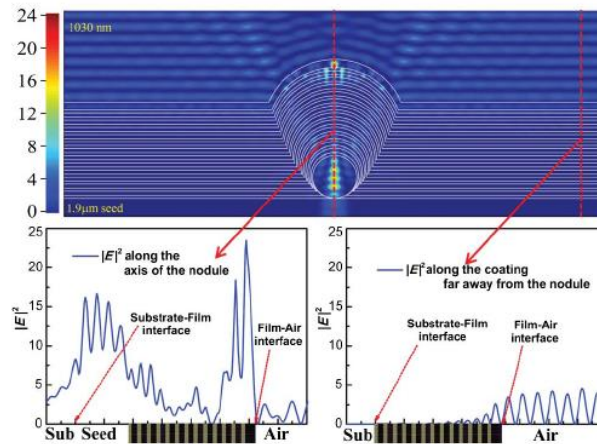 24
20
16
12
8
4
0
1030 nm
1.9μm seed
25
20
15
10
5
0
|E|²
|E|² along the
axis of the nodule
Substrate-Film
interface
Film-Air
interface
Sub Seed
Air
25
20
15
10
5
0
|E|²
|E|² along the coating
far away from the nodule
Substrate-Film
interface
Film-Air
interface
Sub
Air